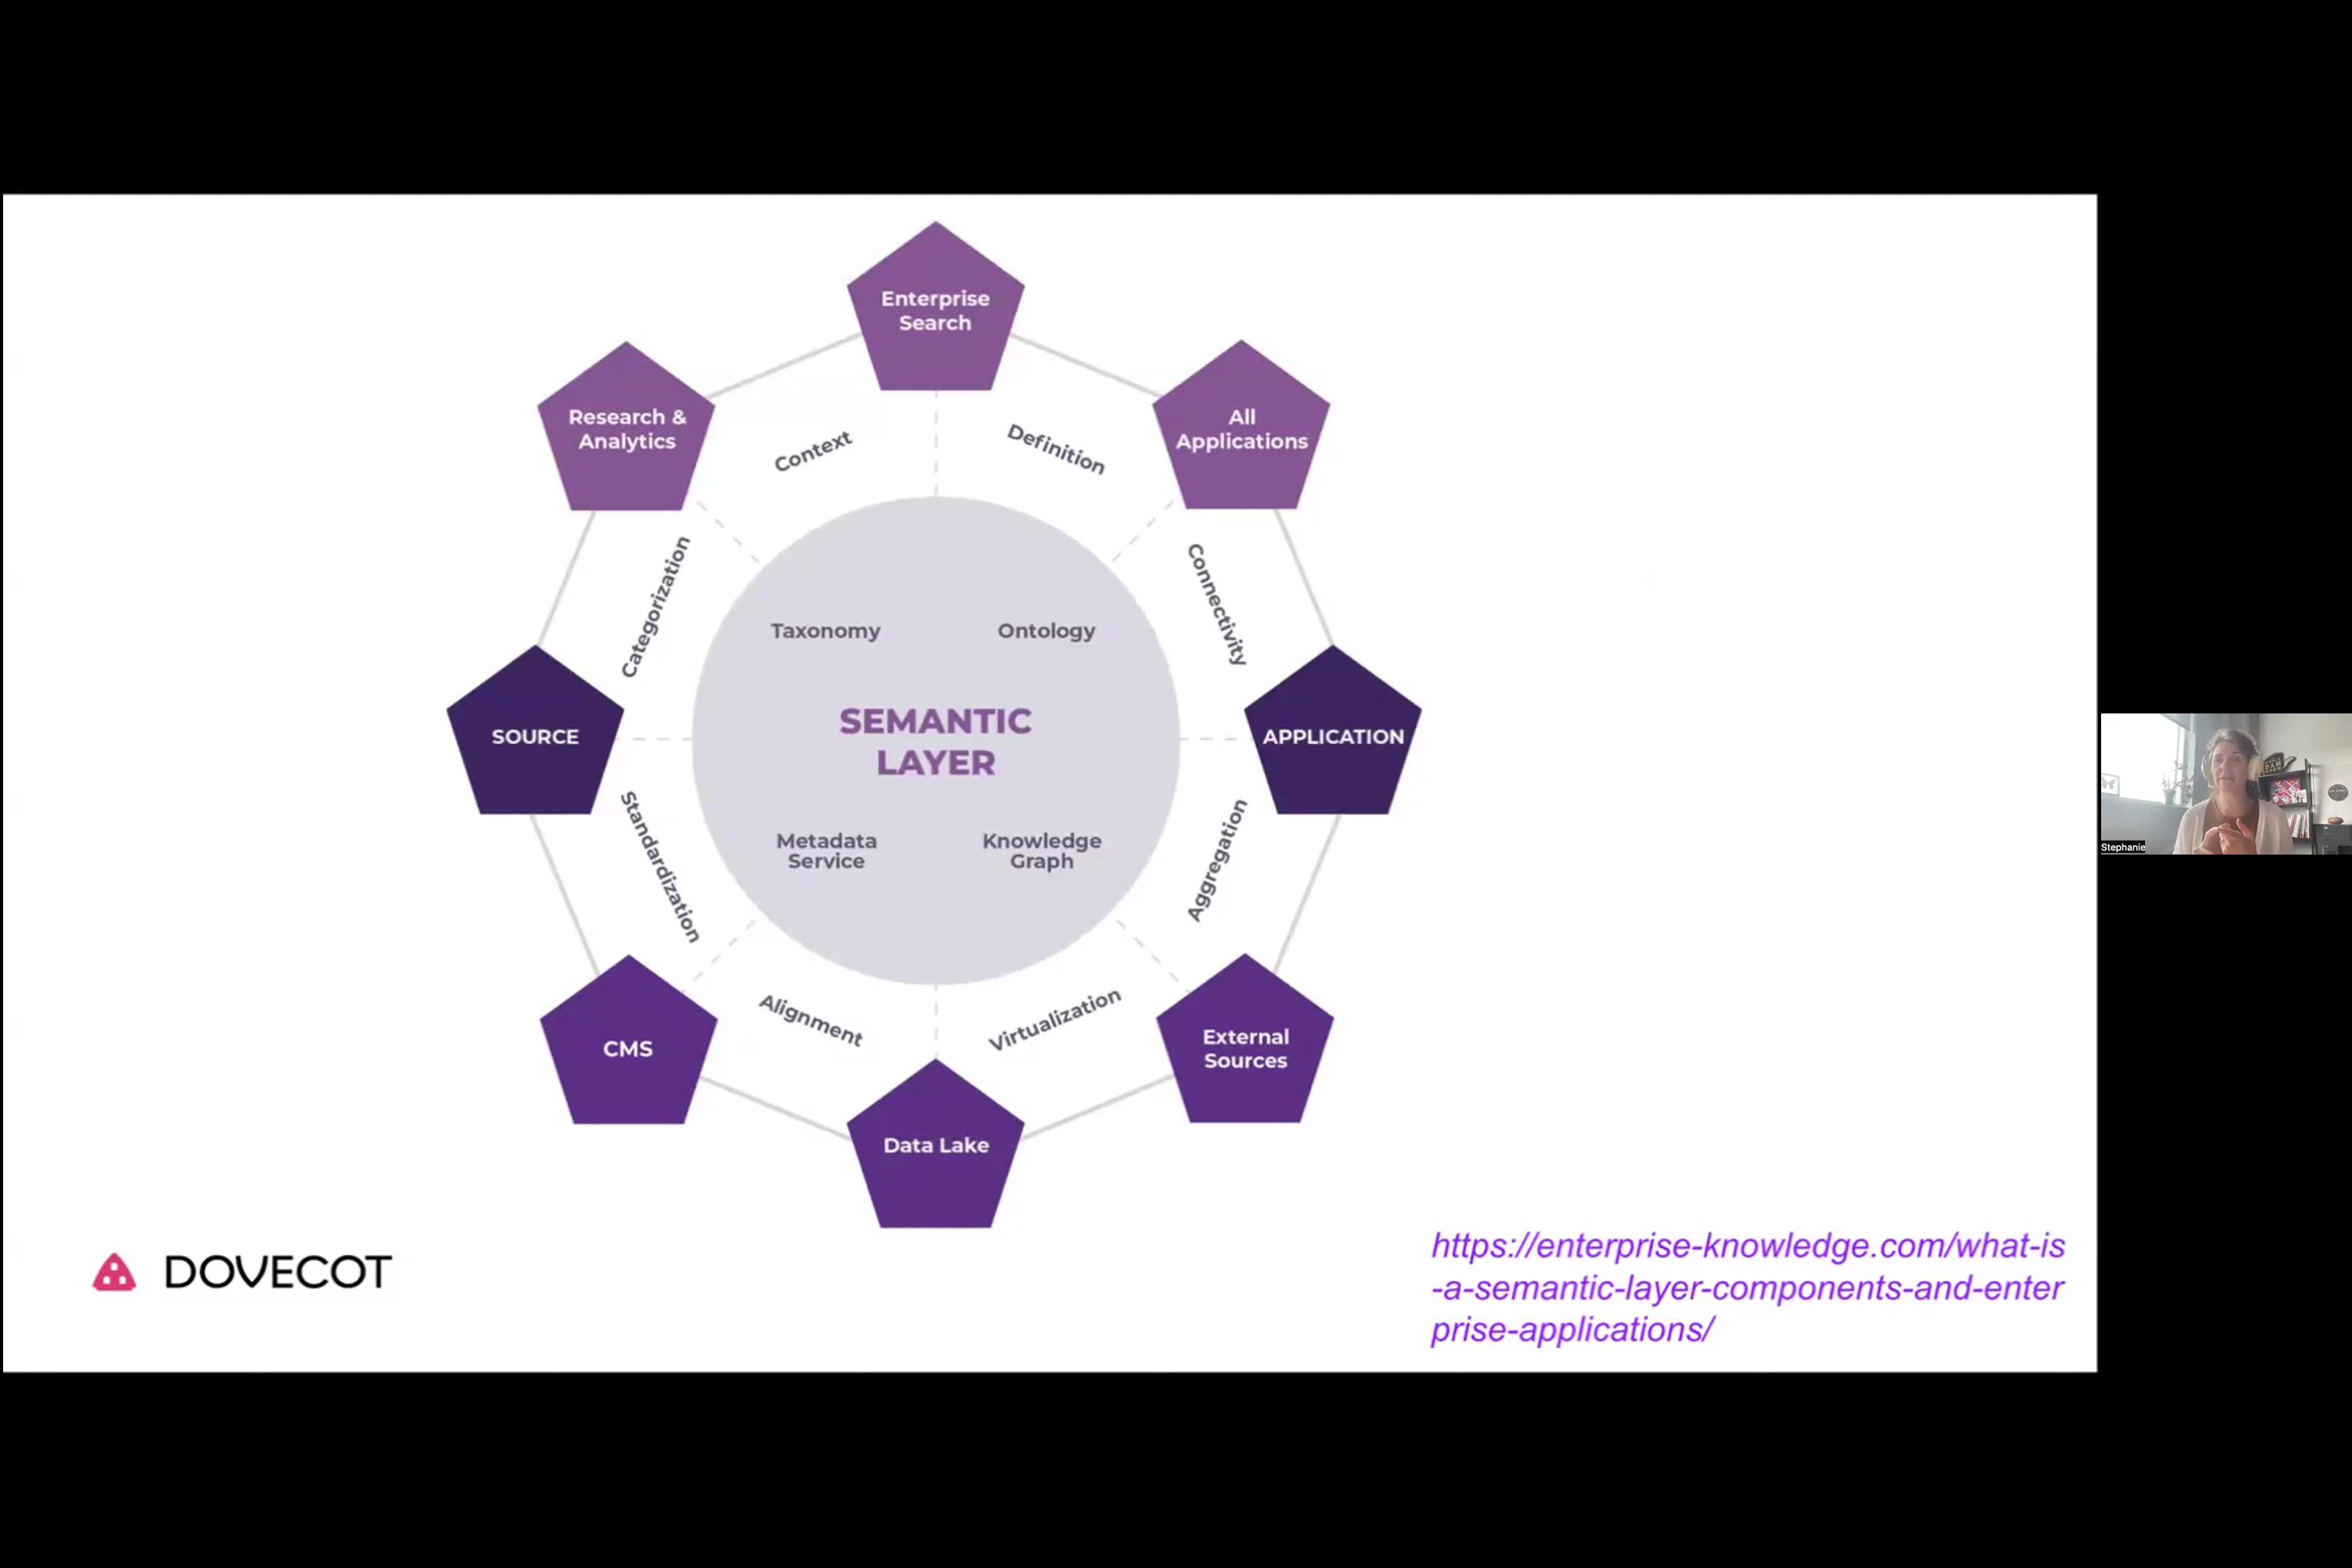 Enterprise
Search
Research &
Analytics
All
Applications
Context
Definition
Categorization
Connectivity
Taxonomy
Ontology
SOURCE
SEMANTIC
LAYER
APPLICATION
Metadata
Service
Knowledge
Graph
Standardization
Aggregation
Alignment
Virtualization
CMS
External
Sources
Data Lake
DOVECOT
https://enterprise-knowledge.com/what-is
-a-semantic-layer-components-and-enter
prise-applications/
Stephanie